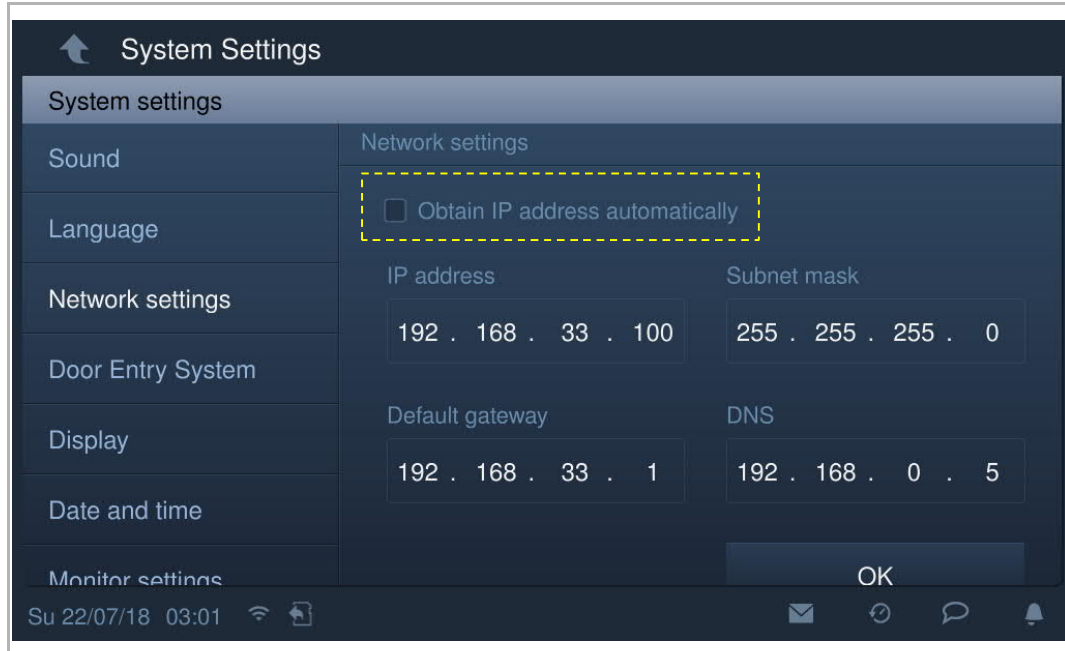 System Settings
System settings
Sound
Language
Network settings
Door Entry System
Display
Date and time
Monitor settings
Network settings
Obtain IP address automatically
IP address
Subnet mask
192 . 168 . 33 . 100
255 . 255 . 255 . 0
Default gateway
DNS
192 . 168 . 33 . 1
192 . 168 . 0 . 5
OK
Su 22/07/18 03:01